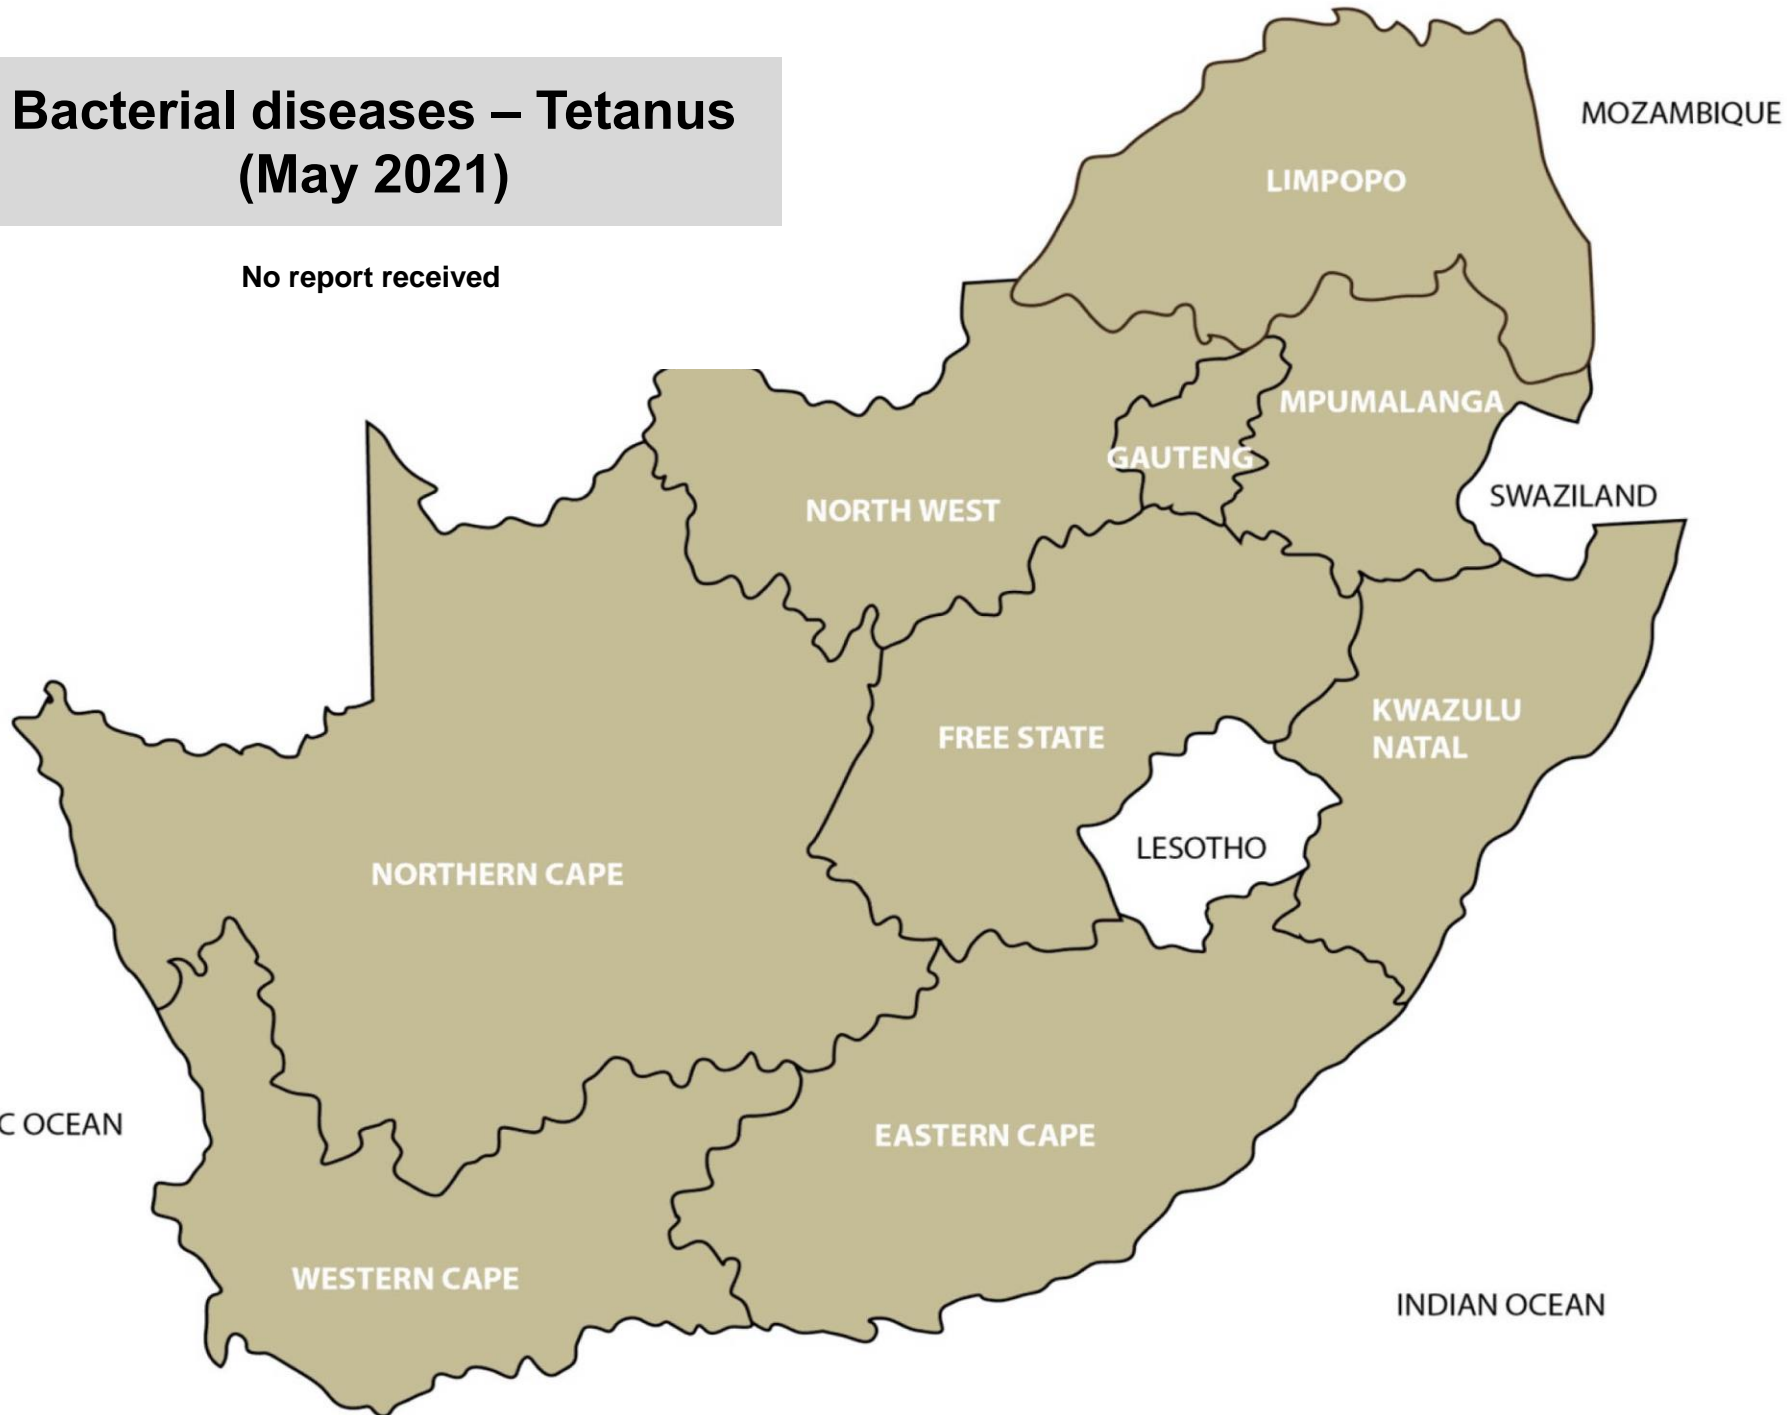 Bacterial diseases – Tetanus
(May 2021)
No report received
MOZAMBIQUE
LIMPOPO
MPUMALANGA
GAUTENG
NORTH WEST
SWAZILAND
KWAZULU
NATAL
FREE STATE
LESOTHO
NORTHERN CAPE
C OCEAN
EASTERN CAPE
WESTERN CAPE
INDIAN OCEAN